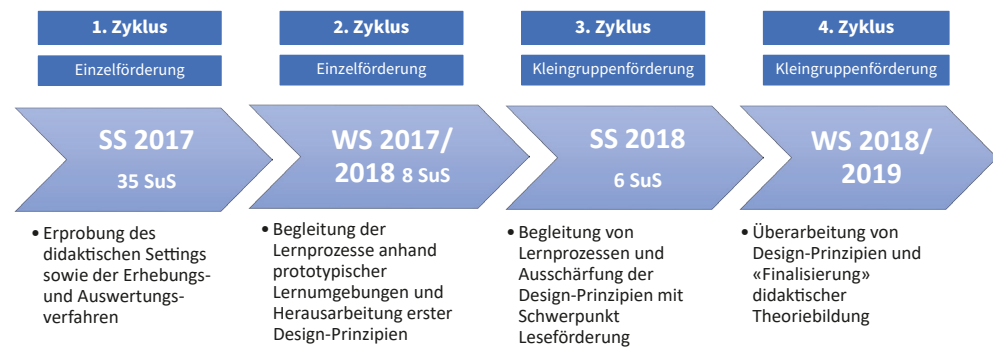 1. Zyklus
Einzelförderung
SS 2017
35 SuS
• Erprobung des
didaktischen Settings
sowie der Erhebungs-
und Auswertungs-
verfahren
2. Zyklus
Einzelförderung
WS 2017/
2018 8 SuS
• Begleitung der
Lernprozesse anhand
prototypischer
Lernumgebungen und
Herausarbeitung erster
Design-Prinzipien
3. Zyklus
Kleingruppenförderung
SS 2018
6 SuS
• Begleitung von
Lernprozessen und
Ausschärfung der
Design-Prinzipien mit
Schwerpunkt
Leseförderung
4. Zyklus
Kleingruppenförderung
WS 2018/
2019
• Überarbeitung von
Design-Prinzipien und
«Finalisierung»
didaktischer
Theoriebildung